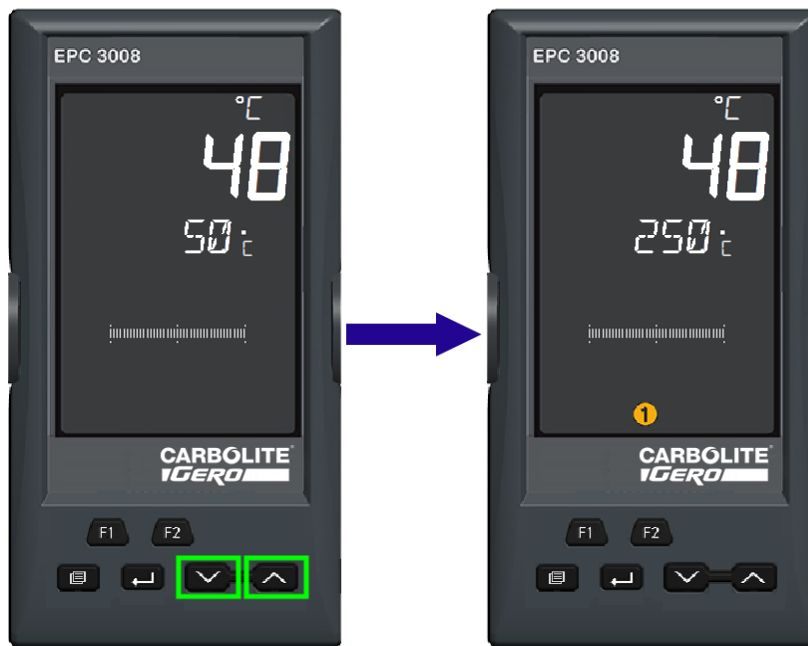 EPC 3008
°C
48
50°C
CARBOLITE
GERO
F1 F2
EPC 3008
°C
48
250°C
1
CARBOLITE
GERO
F1 F2